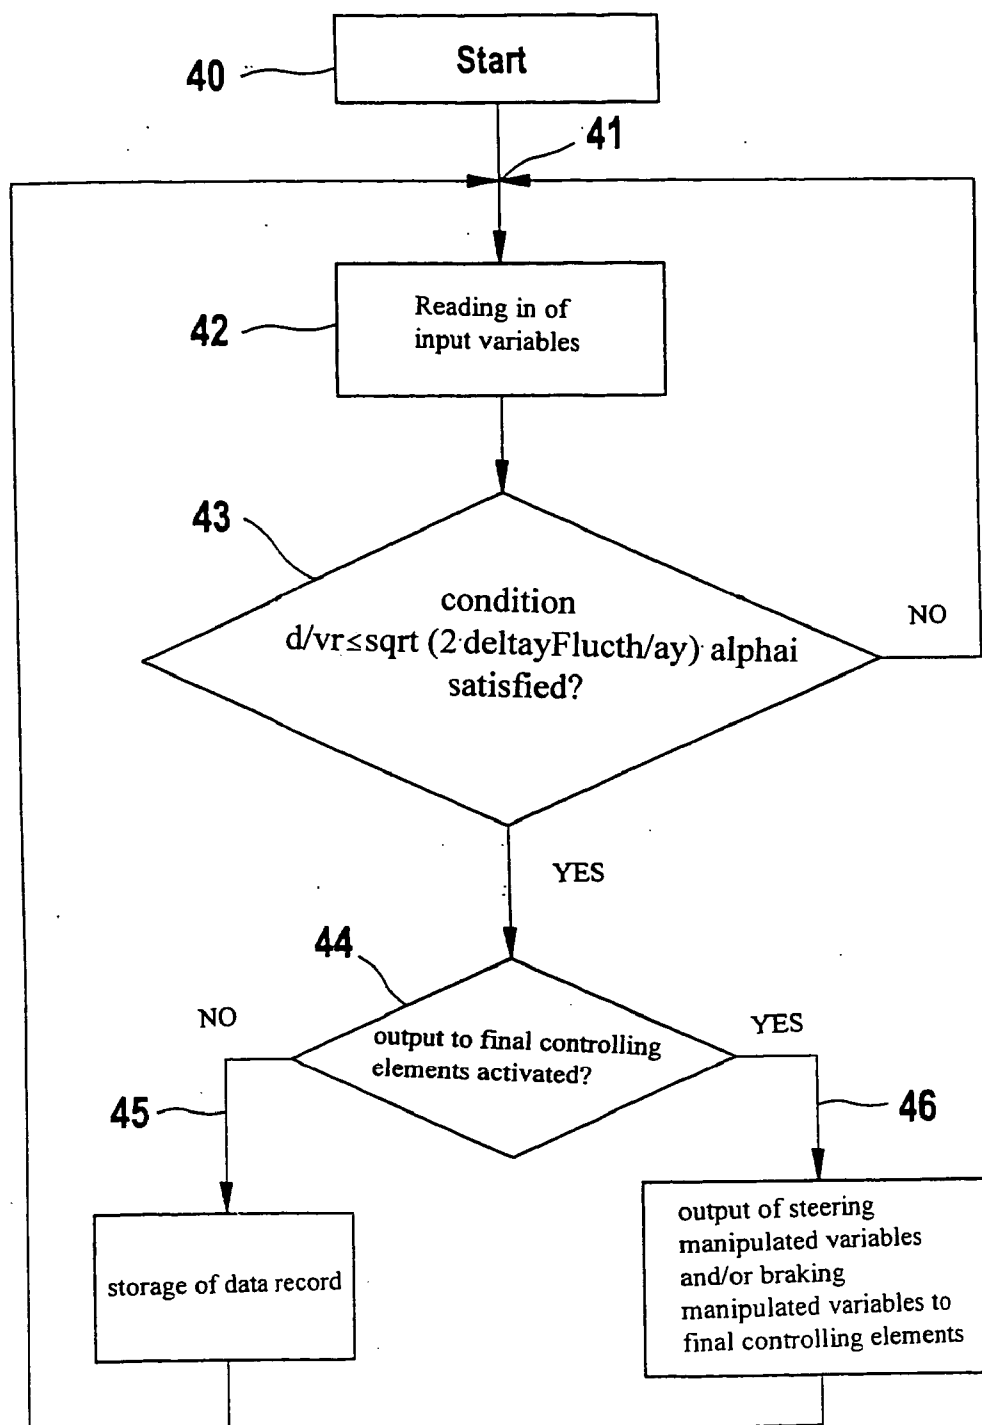 Start
40
41
Reading in of
input variables
42
43
condition
d/vr≤sqrt (2·deltayFlucth/ay)·alphai
satisfied?
NO
YES
44
NO
YES
output to final controlling
elements activated?
45
46
storage of data record
output of steering
manipulated variables
and/or braking
manipulated variables to
final controlling elements